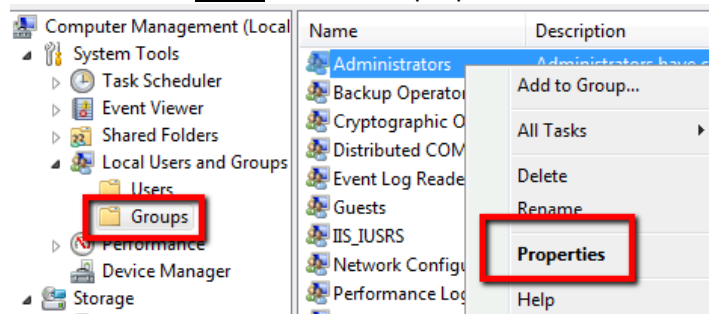 Computer Management (Local
System Tools
Task Scheduler
Event Viewer
Shared Folders
Local Users and Groups
Users
Groups
Performance
Device Manager
Storage
Name Description
Administrators Administrators have c
Backup Operator
Cryptographic O
Distributed COM
Event Log Reade
Guests
IIS_IUSRS
Network Configu
Performance Log
Add to Group...
All Tasks
Delete
Rename
Properties
Help